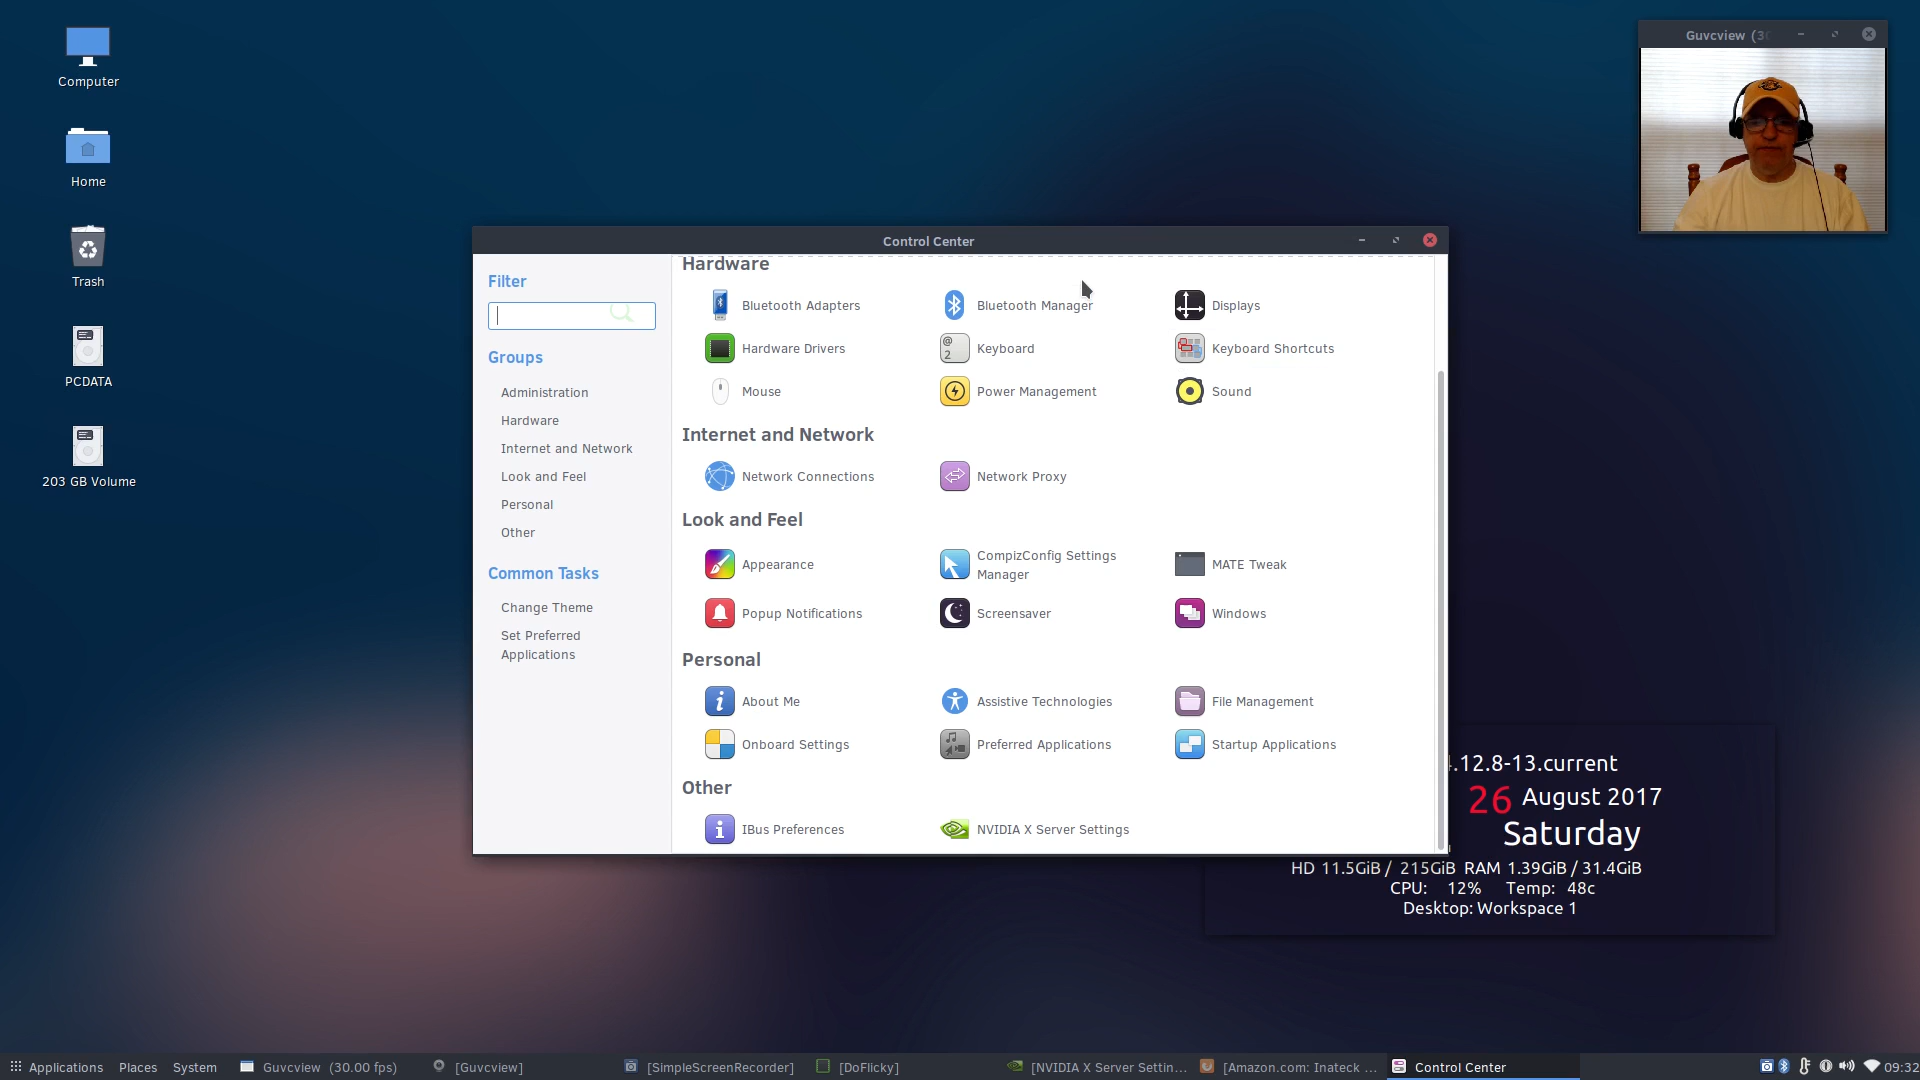 Computer
Home
Trash
PCDATA
203 GB Volume
Guvcview (30
Control Center
Filter
Groups
Administration
Hardware
Internet and Network
Look and Feel
Personal
Other
Common Tasks
Change Theme
Set Preferred
Applications
Hardware
Bluetooth Adapters
Bluetooth Manager
Displays
Hardware Drivers
@
2
Keyboard
Keyboard Shortcuts
Mouse
Power Management
Sound
Internet and Network
Network Connections
Network Proxy
Look and Feel
Appearance
CompizConfig Settings
Manager
MATE Tweak
Popup Notifications
Screensaver
Windows
Personal
About Me
Assistive Technologies
File Management
Onboard Settings
Preferred Applications
Startup Applications
Other
IBus Preferences
NVIDIA X Server Settings
.12.8-13.current
26 August 2017
Saturday
HD 11.5GiB / 215GiB RAM 1.39GiB / 31.4GiB
CPU: 12% Temp: 48c
Desktop: Workspace 1
Applications Places System Guvcview (30.00 fps) [Guvcview] [SimpleScreenRecorder] [DoFlicky] [NVIDIA X Server Settin... [Amazon.com: Inateck ... Control Center 09:32